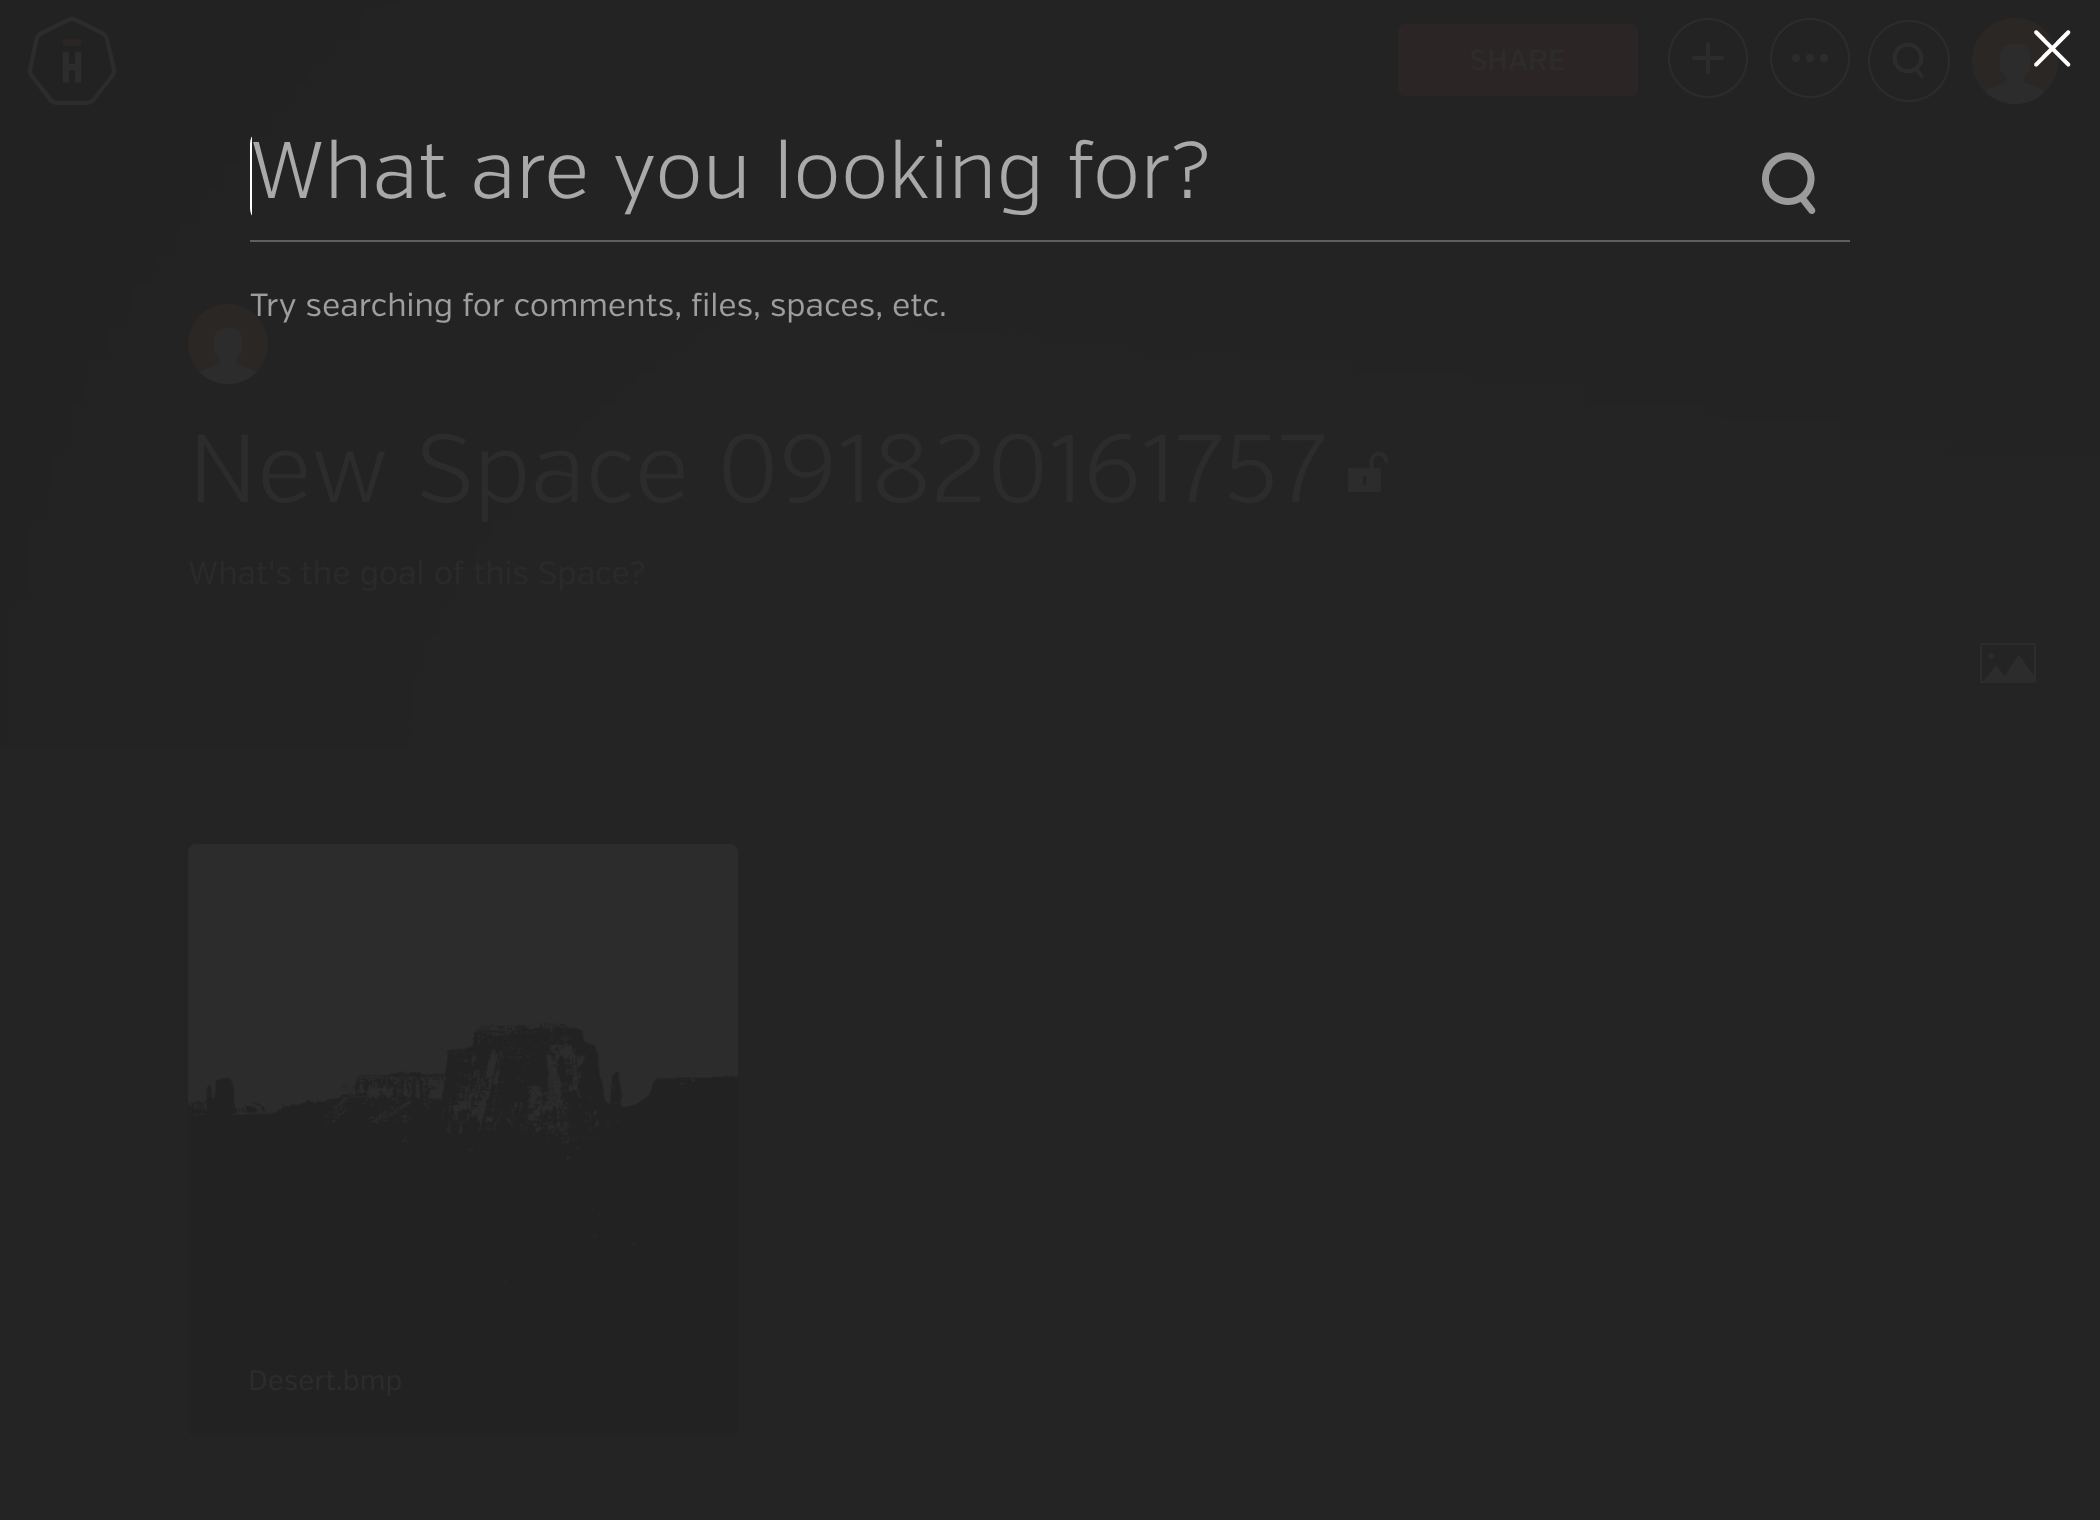 H
SHARE
What are you looking for?
Try searching for comments, files, spaces, etc.
New Space 091820161757
What's the goal of this Space?
Desert.bmp